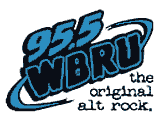 95.5
WBRU
the
original
alt rock.